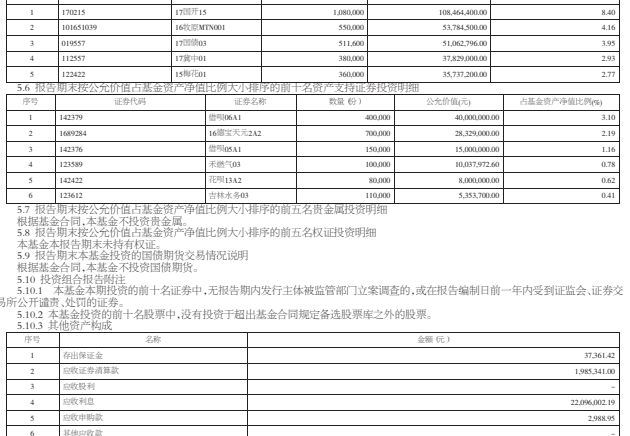 1 170215 17国开15 1,080,000 108,464,400.00 8.40
2 101651039 16牧原MTN001 550,000 53,784,500.00 4.16
3 019557 17国债03 511,600 51,062,796.00 3.95
4 112557 17冀中01 380,000 37,829,000.00 2.93
5 122422 15梅花01 360,000 35,737,200.00 2.77
5.6 报告期末按公允价值占基金资产净值比例大小排序的前十名资产支持证券投资明细
序号 证券代码 证券名称 数量(份) 公允价值(元) 占基金资产净值比例(%)
1 142379 借呗06A1 400,000 40,000,000.00 3.10
2 1689284 16德宝天元2A2 700,000 28,329,000.00 2.19
3 142376 借呗05A1 150,000 15,000,000.00 1.16
4 123589 禾燃气03 100,000 10,037,972.60 0.78
5 142422 花呗13A2 80,000 8,000,000.00 0.62
6 123612 吉林水务03 110,000 5,353,700.00 0.41
5.7 报告期末按公允价值占基金资产净值比例大小排序的前五名贵金属投资明细
根据基金合同,本基金不投资贵金属。
5.8 报告期末按公允价值占基金资产净值比例大小排序的前五名权证投资明细
本基金本报告期末未持有权证。
5.9 报告期末本基金投资的国债期货交易情况说明
根据基金合同,本基金不投资国债期货。
5.10 投资组合报告附注
5.10.1 本基金本期投资的前十名证券中,无报告期内发行主体被监管部门立案调查的,或在报告编制日前一年内受到证监会、证券交
易所公开谴责、处罚的证券。
5.10.2 本基金投资的前十名股票中,没有投资于超出基金合同规定备选股票库之外的股票。
5.10.3 其他资产构成
序号 名称 金额(元)
1 存出保证金 37,361.42
2 应收证券清算款 1,985,341.00
3 应收股利 -
4 应收利息 22,096,002.19
5 应收申购款 2,988.95
6 其他应收款 -